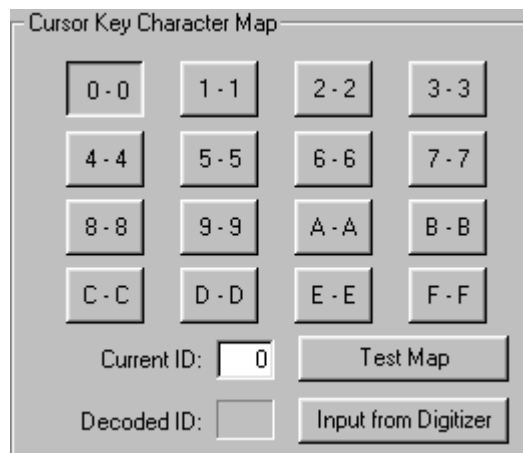 Cursor Key Character Map
0 - 0 1 - 1 2 - 2 3 - 3
4 - 4 5 - 5 6 - 6 7 - 7
8 - 8 9 - 9 A - A B - B
C - C D - D E - E F - F
Current ID: 0 Test Map
Decoded ID: Input from Digitizer